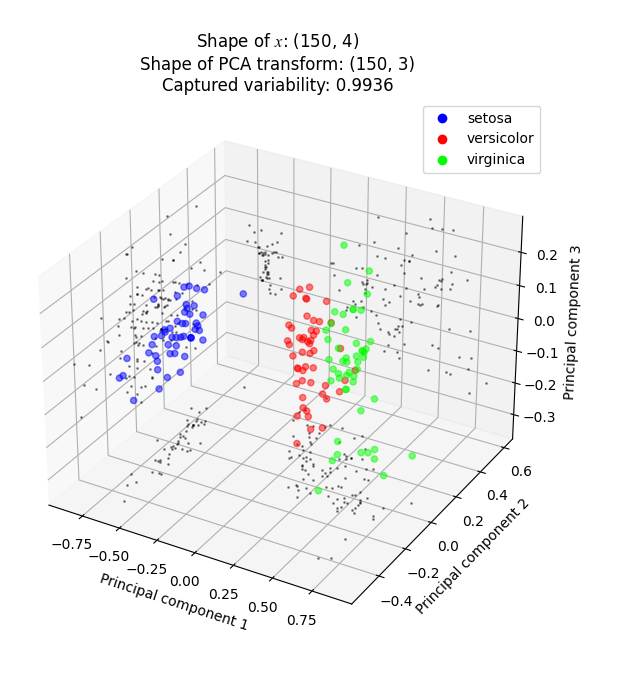 Shape of x: (150, 4)
Shape of PCA transform: (150, 3)
Captured variability: 0.9936
setosa
versicolor
virginica
0.2
0.1
0.0
−0.1
−0.2
−0.3
Principal component 3
0.6
0.4
0.2
0.0
−0.2
−0.4
Principal component 2
−0.75
−0.50
−0.25
0.00
0.25
0.50
0.75
Principal component 1